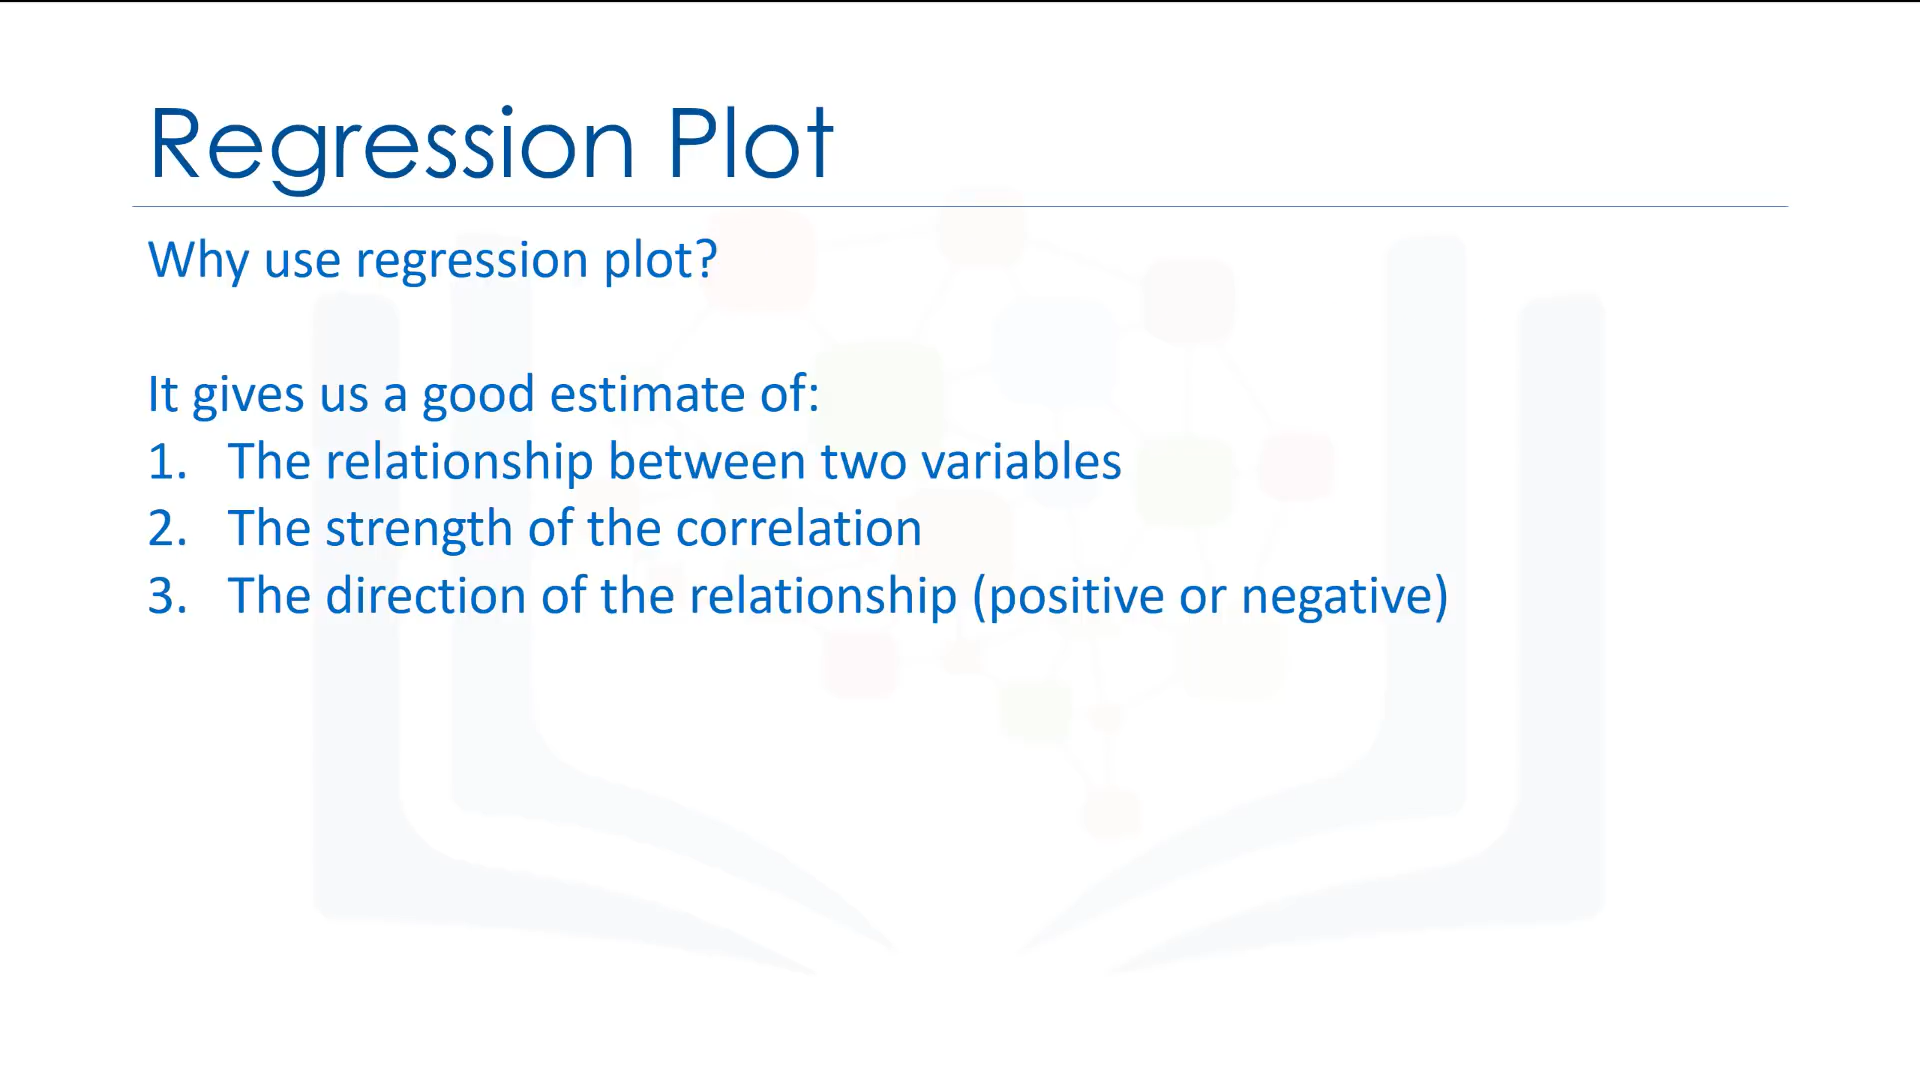 Regression Plot
Why use regression plot?
It gives us a good estimate of:
1. The relationship between two variables
2. The strength of the correlation
3. The direction of the relationship (positive or negative)